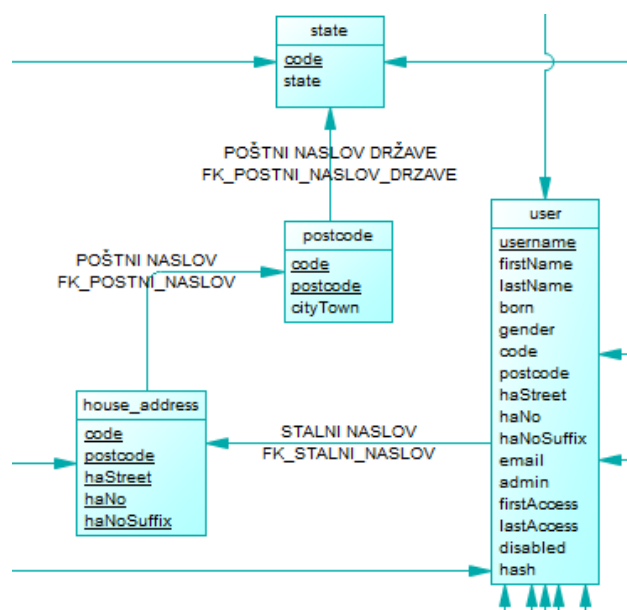 state
code
state
POŠTNI NASLOV DRŽAVE
FK_POSTNI_NASLOV_DRZAVE
postcode
code
postcode
cityTown
POŠTNI NASLOV
FK_POSTNI_NASLOV
house_address
code
postcode
haStreet
haNo
haNoSuffix
STALNI NASLOV
FK_STALNI_NASLOV
user
username
firstName
lastName
born
gender
code
postcode
haStreet
haNo
haNoSuffix
email
admin
firstAccess
lastAccess
disabled
hash